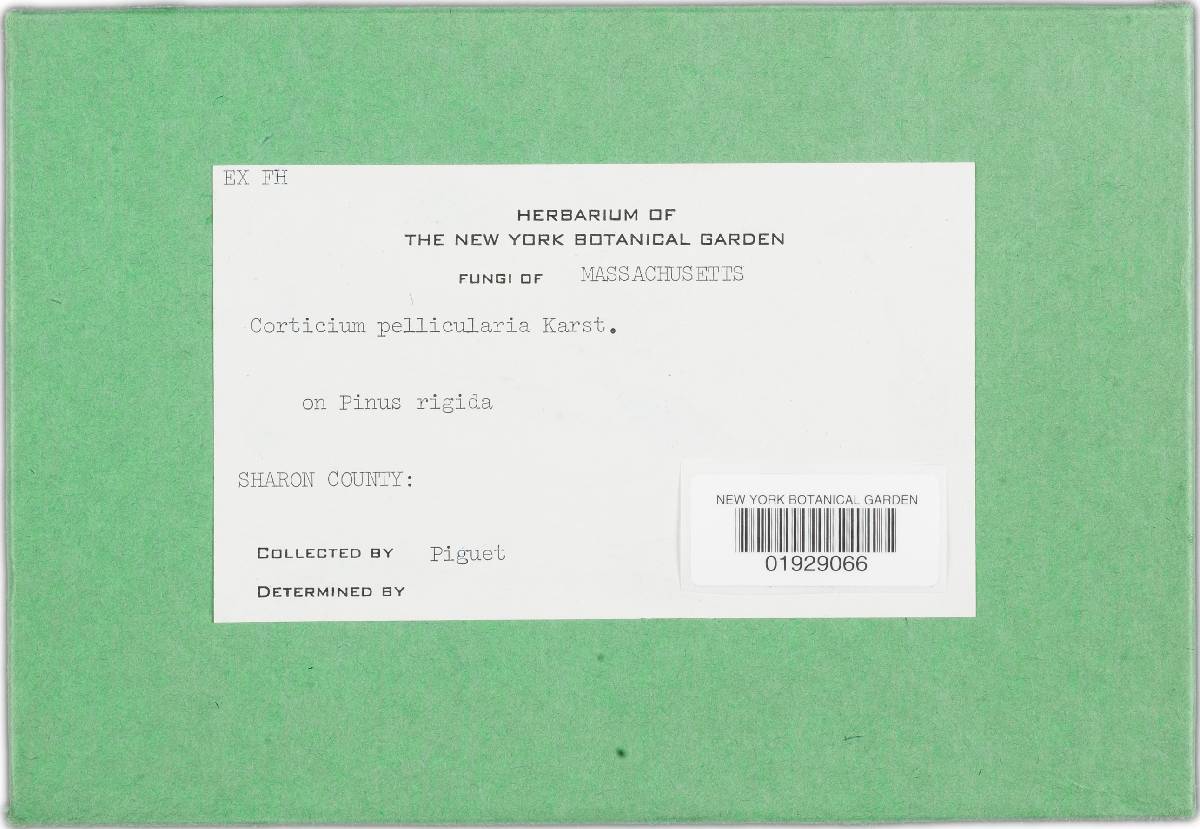 EX FH
HERBARIUM OF
THE NEW YORK BOTANICAL GARDEN
FUNGI OF MASSACHUSETTS
Corticium pellicularia Karst.
on Pinus rigida
SHARON COUNTY:
COLLECTED BY Piguet
DETERMINED BY
NEW YORK BOTANICAL GARDEN
01929066